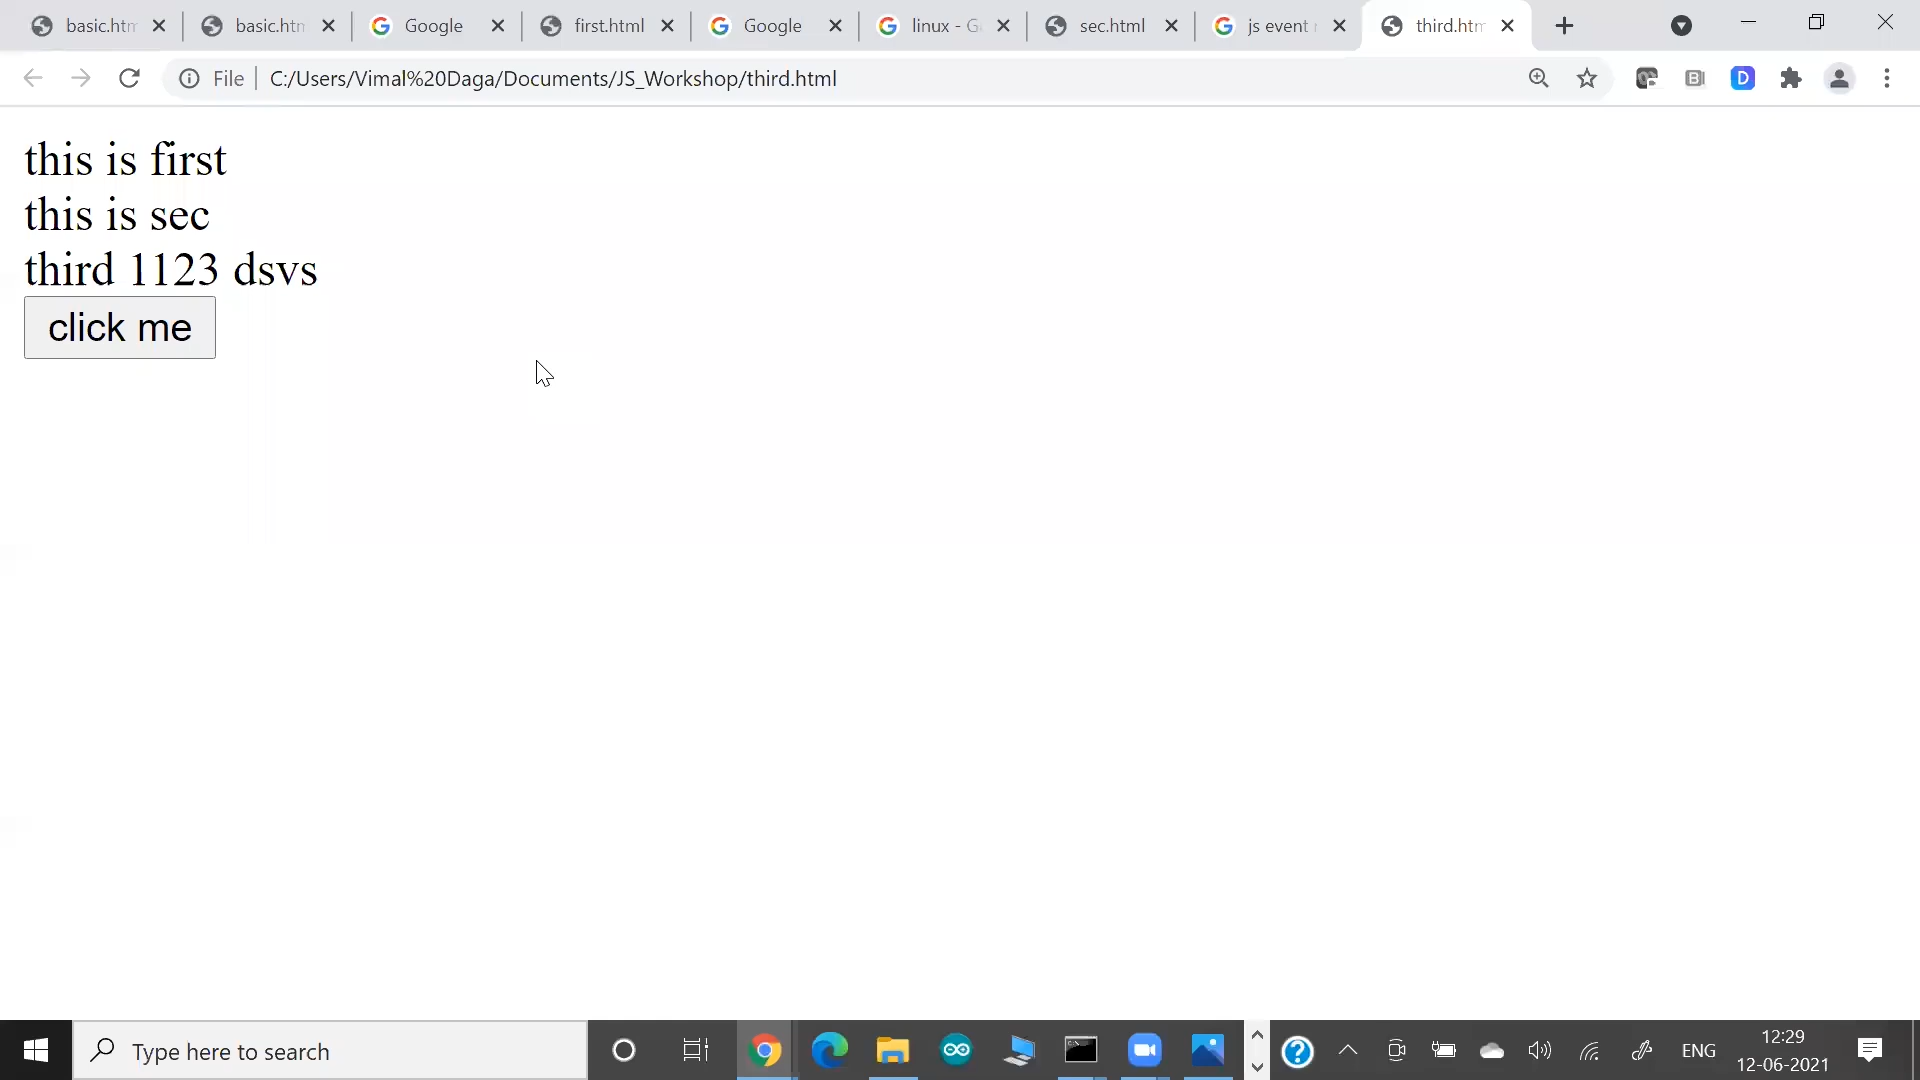 basic.htm
basic.htm
Google
first.html
Google
linux - G
sec.html
js event
third.htm
File
C:/Users/Vimal%20Daga/Documents/JS_Workshop/third.html
D
this is first
this is sec
third 1123 dsvs
click me
Type here to search
ENG
12:29
12-06-2021